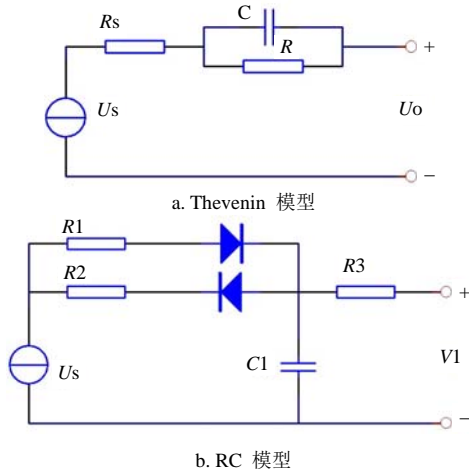 C
Rs
R
+
Us
Uo
−
a. Thevenin 模型
R1
R2
R3
+
Us
C1
V1
−
b. RC 模型